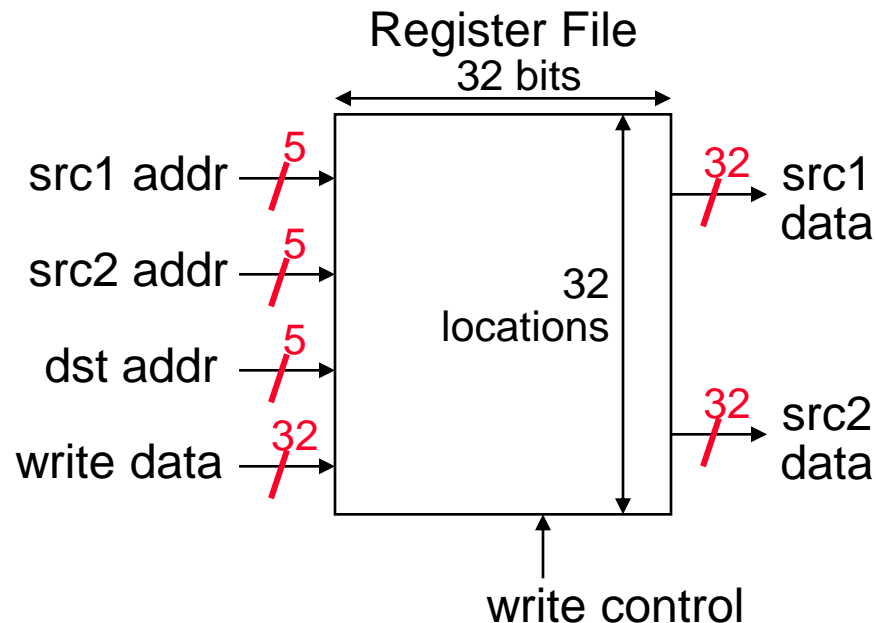 Register File
32 bits
src1 addr
5
src2 addr
5
dst addr
5
write data
32
32
locations
32
src1
data
32
src2
data
write control